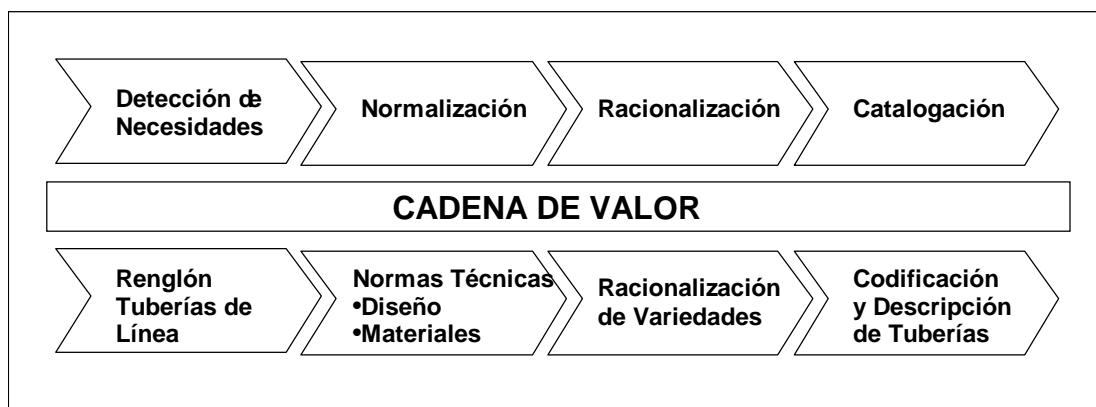 Detección de
Necesidades
Normalización
Racionalización
Catalogación
CADENA DE VALOR
Renglón
Tuberías de
Línea
Normas Técnicas
•Diseño
•Materiales
Racionalización
de Variedades
Codificación
y Descripción
de Tuberías